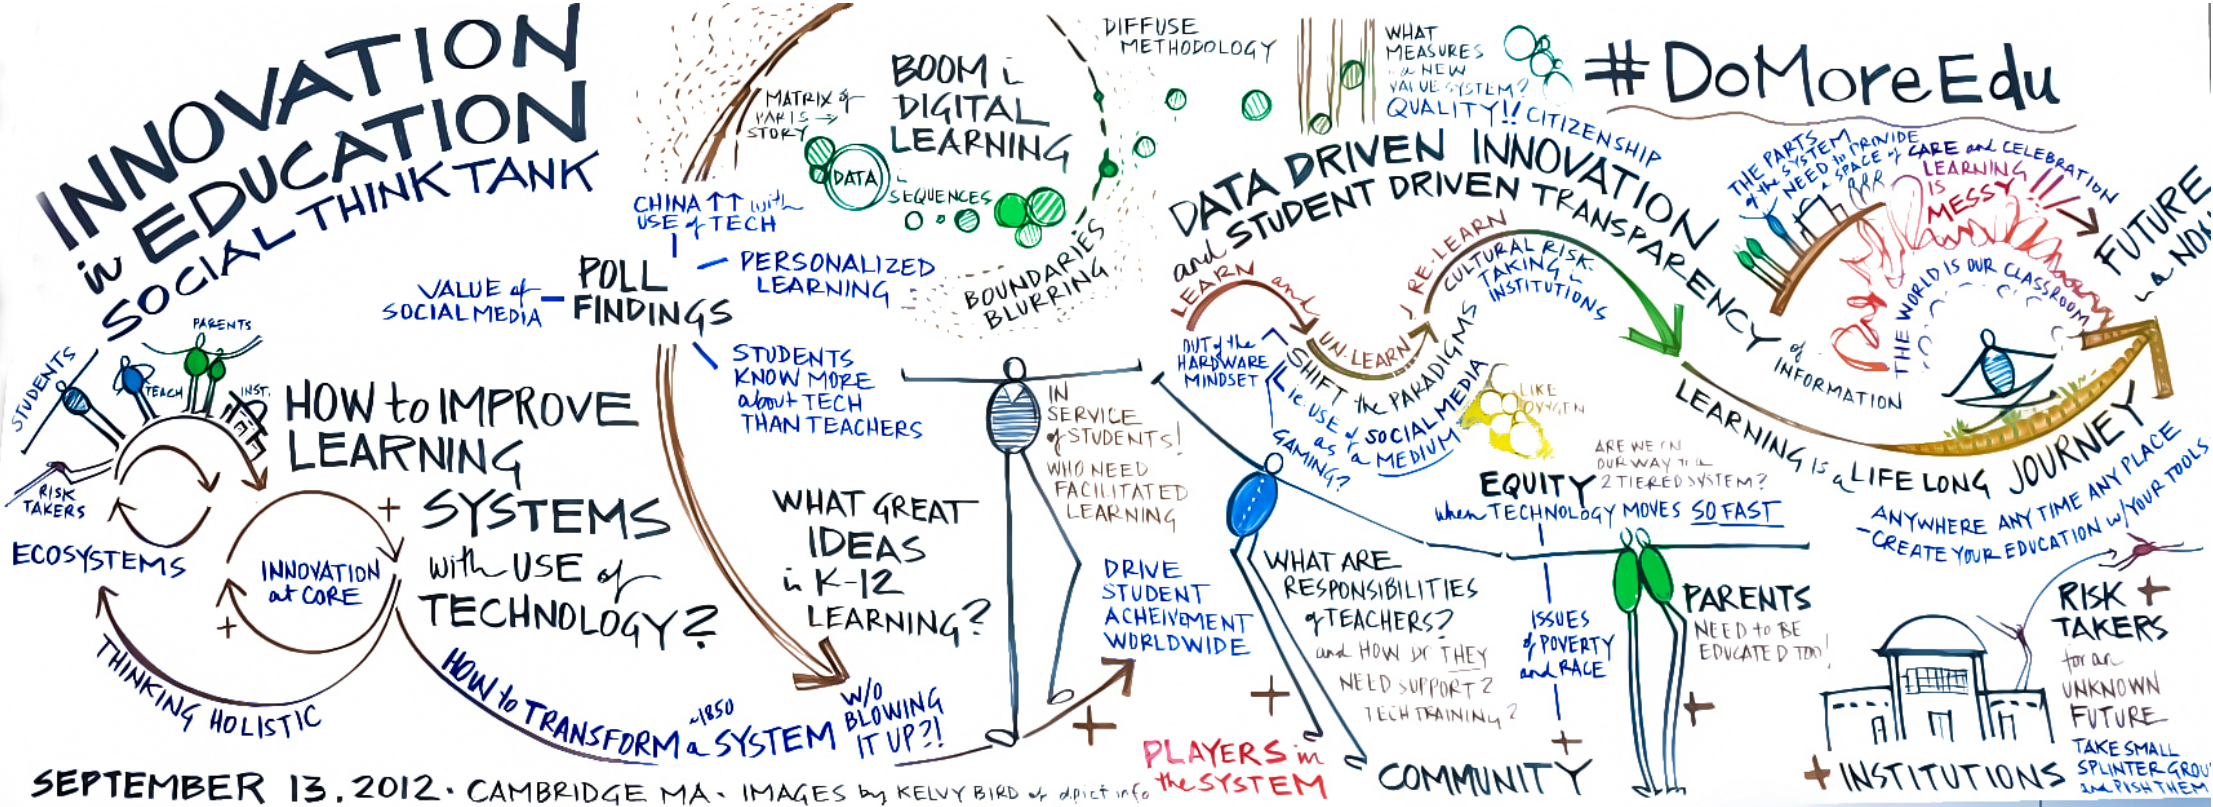 INNOVATION
in EDUCATION
SOCIAL THINK TANK
STUDENTS
TEACH
PARENTS
INST.
RISK
TAKERS
ECOSYSTEMS
THINKING HOLISTIC
INNOVATION
at CORE
+
+
HOW to IMPROVE
LEARNING
SYSTEMS
with USE of
TECHNOLOGY?
HOW to TRANSFORM a ~1850 SYSTEM
W/O
BLOWING
IT UP?!
SEPTEMBER 13.2012. CAMBRIDGE MA. IMAGES by KELVY BIRD of dpict info
POLL
FINDINGS
VALUE of
SOCIAL MEDIA
CHINA ↑↑ with
USE of TECH
PERSONALIZED
LEARNING
STUDENTS
KNOW MORE
about TECH
THAN TEACHERS
MATRIX of
PARTS →
STORY
BOOM in
DIGITAL
LEARNING
DATA
in
SEQUENCES
BOUNDARIES
BLURRING
DIFFUSE
METHODOLOGY
WHAT GREAT
IDEAS
in K-12
LEARNING?
IN
SERVICE
of STUDENTS!
WHO NEED
FACILITATED
LEARNING
DRIVE
STUDENT
ACHEIVEMENT
WORLDWIDE
+
WHAT
MEASURES
in a NEW
VALUE SYSTEM?
QUALITY!! CITIZENSHIP
#DoMoreEdu
DATA DRIVEN INNOVATION
and STUDENT DRIVEN TRANSPARENCY
of
INFORMATION
LEARN and
UN-LEARN
RE-LEARN
CULTURAL RISK-
TAKING in
INSTITUTIONS
OUT of the
HARDWARE
MINDSET
SHIFT the PARADIGMS
i.e. USE of SOCIAL MEDIA
as a MEDIUM
GAMING?
LIKE
OXYGEN
EQUITY
ARE WE ON
OUR WAY to a
2 TIERED SYSTEM?
when TECHNOLOGY MOVES SO FAST
ISSUES
of POVERTY
and RACE
+
WHAT ARE
RESPONSIBILITIES
of TEACHERS?
and HOW DO THEY
NEED SUPPORT?
TECH TRAINING?
+
PLAYERS in
the SYSTEM
COMMUNITY
PARENTS
NEED to BE
EDUCATED TOO!
+
THE PARTS
of the SYSTEM
NEED to PROVIDE
a SPACE of CARE and CELEBRATION
LEARNING
IS
MESSY!!!
THE WORLD IS OUR CLASSROOM
FUTURE
is NOW
LEARNING is a LIFE LONG JOURNEY
ANYWHERE ANY TIME ANY PLACE
-CREATE YOUR EDUCATION w/YOUR TOOLS
RISK +
TAKERS
for an
UNKNOWN
FUTURE
TAKE SMALL
SPLINTER GROU
and PUSH THEM
+ INSTITUTIONS